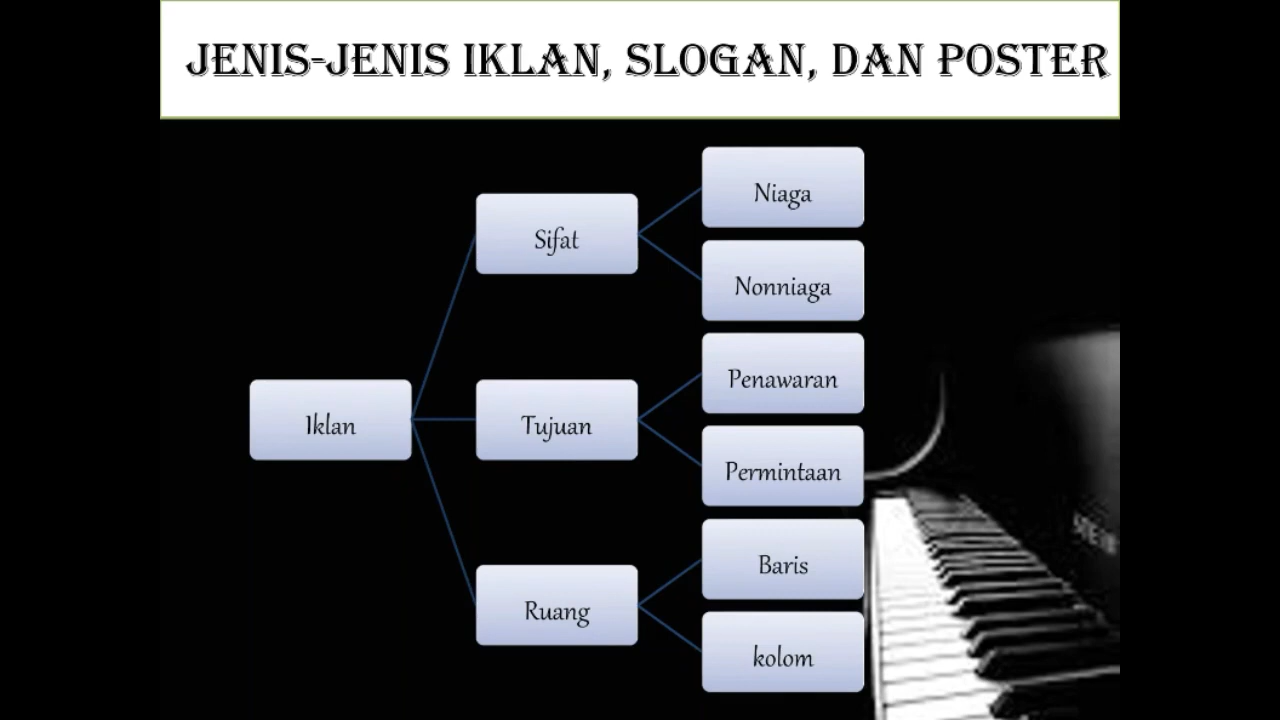 JENIS-JENIS IKLAN, SLOGAN, DAN POSTER
Iklan
Sifat
Niaga
Nonniaga
Tujuan
Penawaran
Permintaan
Ruang
Baris
kolom